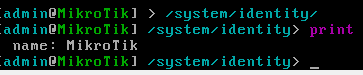 [admin@MikroTik] > /system/identity/
[admin@MikroTik] /system/identity> print
  name: MikroTik
[admin@MikroTik] /system/identity> _